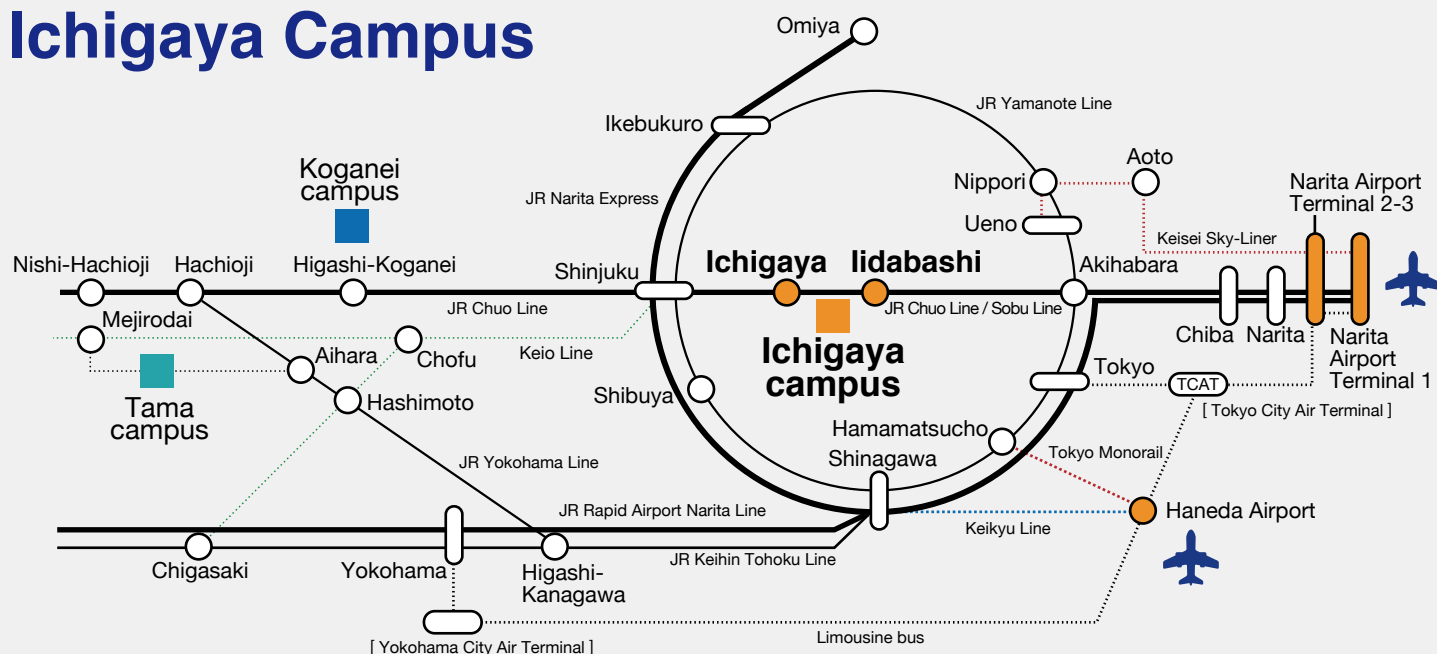 Ichigaya Campus
Omiya
JR Yamanote Line
Ikebukuro
Koganei
campus
Nippori
Aoto
Narita Airport
Terminal 2-3
JR Narita Express
Ueno
Keisei Sky-Liner
Nishi-Hachioji
Hachioji
Higashi-Koganei
Shinjuku
Ichigaya
Iidabashi
Akihabara
JR Chuo Line
JR Chuo Line / Sobu Line
Mejirodai
Keio Line
Chiba
Narita
Narita
Airport
Terminal 1
Aihara
Chofu
Ichigaya
campus
Tokyo
TCAT
[ Tokyo City Air Terminal ]
Tama
campus
Hashimoto
Shibuya
Hamamatsucho
Shinagawa
Tokyo Monorail
JR Yokohama Line
JR Rapid Airport Narita Line
Keikyu Line
Haneda Airport
Chigasaki
Yokohama
Higashi-
Kanagawa
JR Keihin Tohoku Line
[ Yokohama City Air Terminal ]
Limousine bus